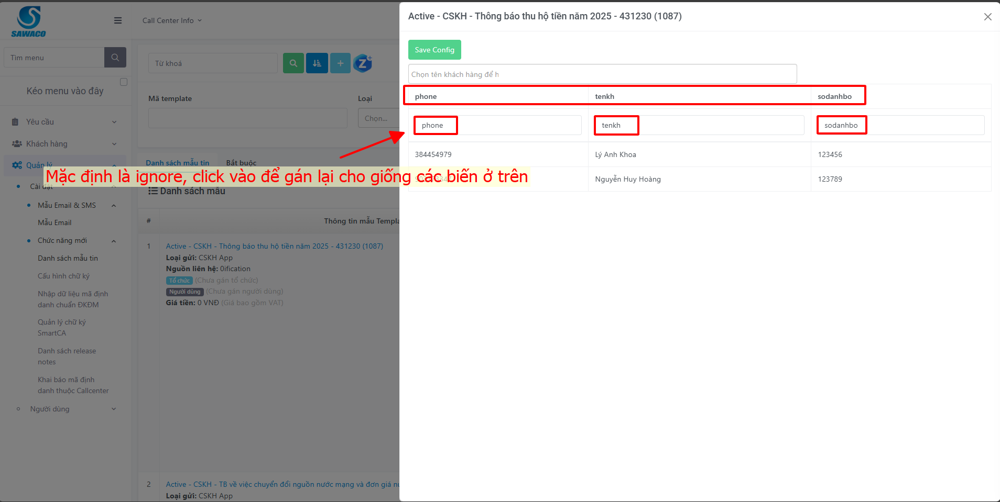 SAWACO
Call Center Info
Active - CSKH - Thông báo thu hộ tiền năm 2025 - 431230 (1087)
Save Config
Tìm menu
Từ khoá
Z+
Chọn tên khách hàng để h
Kéo menu vào đây
Mã template
Loại
Chọn...
phone
tenkh
sodanhbo
phone
tenkh
sodanhbo
384454979
Lý Anh Khoa
123456
Nguyễn Huy Hoàng
123789
Yêu cầu
Khách hàng
Quản lý
Danh sách mẫu tin
Bắt buộc
Mặc định là ignore, click vào để gán lại cho giống các biến ở trên
Cài đặt
Danh sách mẫu
Mẫu Email & SMS
Mẫu Email
Chức năng mới
Danh sách mẫu tin
Cấu hình chữ ký
Nhập dữ liệu mã định
danh chuẩn ĐKĐM
Quản lý chữ ký
SmartCA
Danh sách release
notes
Khai báo mã định
danh thuộc Callcenter
Người dùng
#
Thông tin mẫu Templa
1
Active - CSKH - Thông báo thu hộ tiền năm 2025 - 431230 (1087)
Loại gửi: CSKH App
Nguồn liên hệ: 0ification
Tổ chức (Chưa gán tổ chức)
Người dùng (Chưa gán người dùng)
Giá tiền: 0 VNĐ (Giá bao gồm VAT)
2
Active - CSKH - TB về việc chuyển đổi nguồn nước mạng và đơn giá nư
Loại gửi: CSKH App